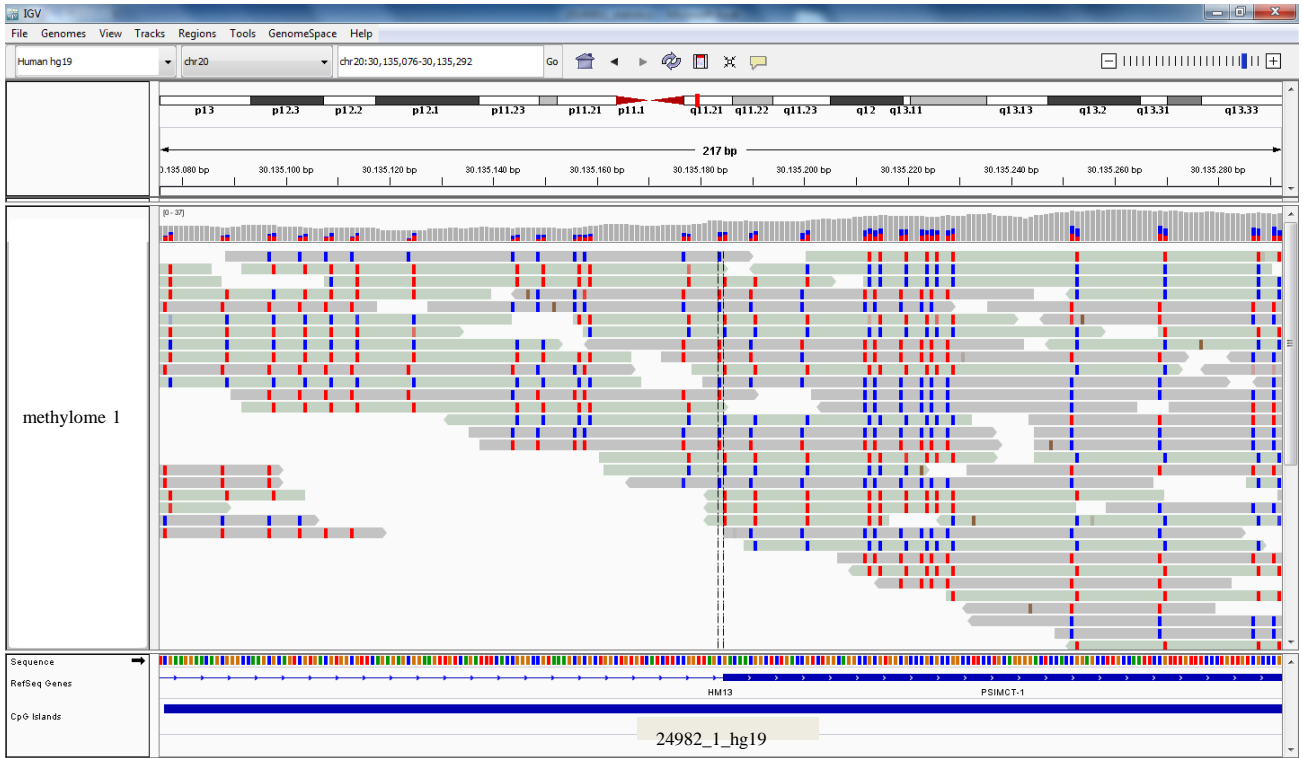 IGV
File Genomes View Tracks Regions Tools GenomeSpace Help
Human hg19 chr20 chr20:30,135,076-30,135,292 Go
p13 p12.3 p12.2 p12.1 p11.23 p11.21 p11.1 q11.21 q11.22 q11.23 q12 q13.11 q13.13 q13.2 q13.31 q13.33
217 bp
0.135.080 bp 30.135.100 bp 30.135.120 bp 30.135.140 bp 30.135.160 bp 30.135.180 bp 30.135.200 bp 30.135.220 bp 30.135.240 bp 30.135.260 bp 30.135.280 bp
[0 - 37]
methylome 1
Sequence
RefSeq Genes
HM13 PSIMCT-1
CpG Islands
24982_1_hg19